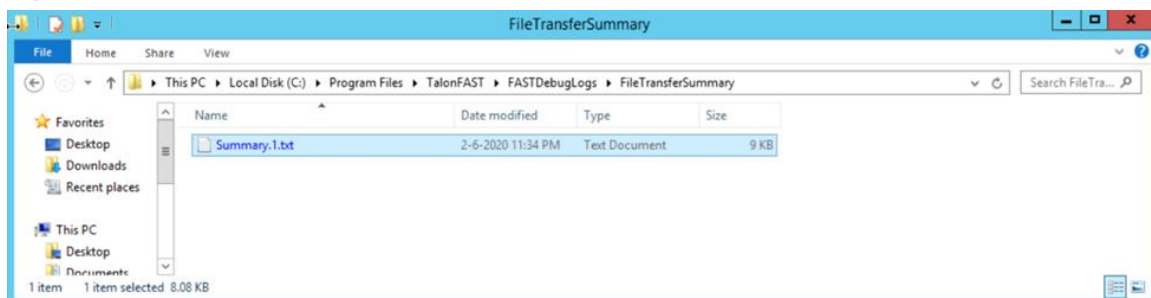 FileTransferSummary
File Home Share View
This PC Local Disk (C:) Program Files TalonFAST FASTDebugLogs FileTransferSummary Search FileTra...
Favorites
Desktop
Downloads
Recent places
This PC
Desktop
Documents
Name Date modified Type Size
Summary.1.txt 2-6-2020 11:34 PM Text Document 9 KB
1 item 1 item selected 8.08 KB